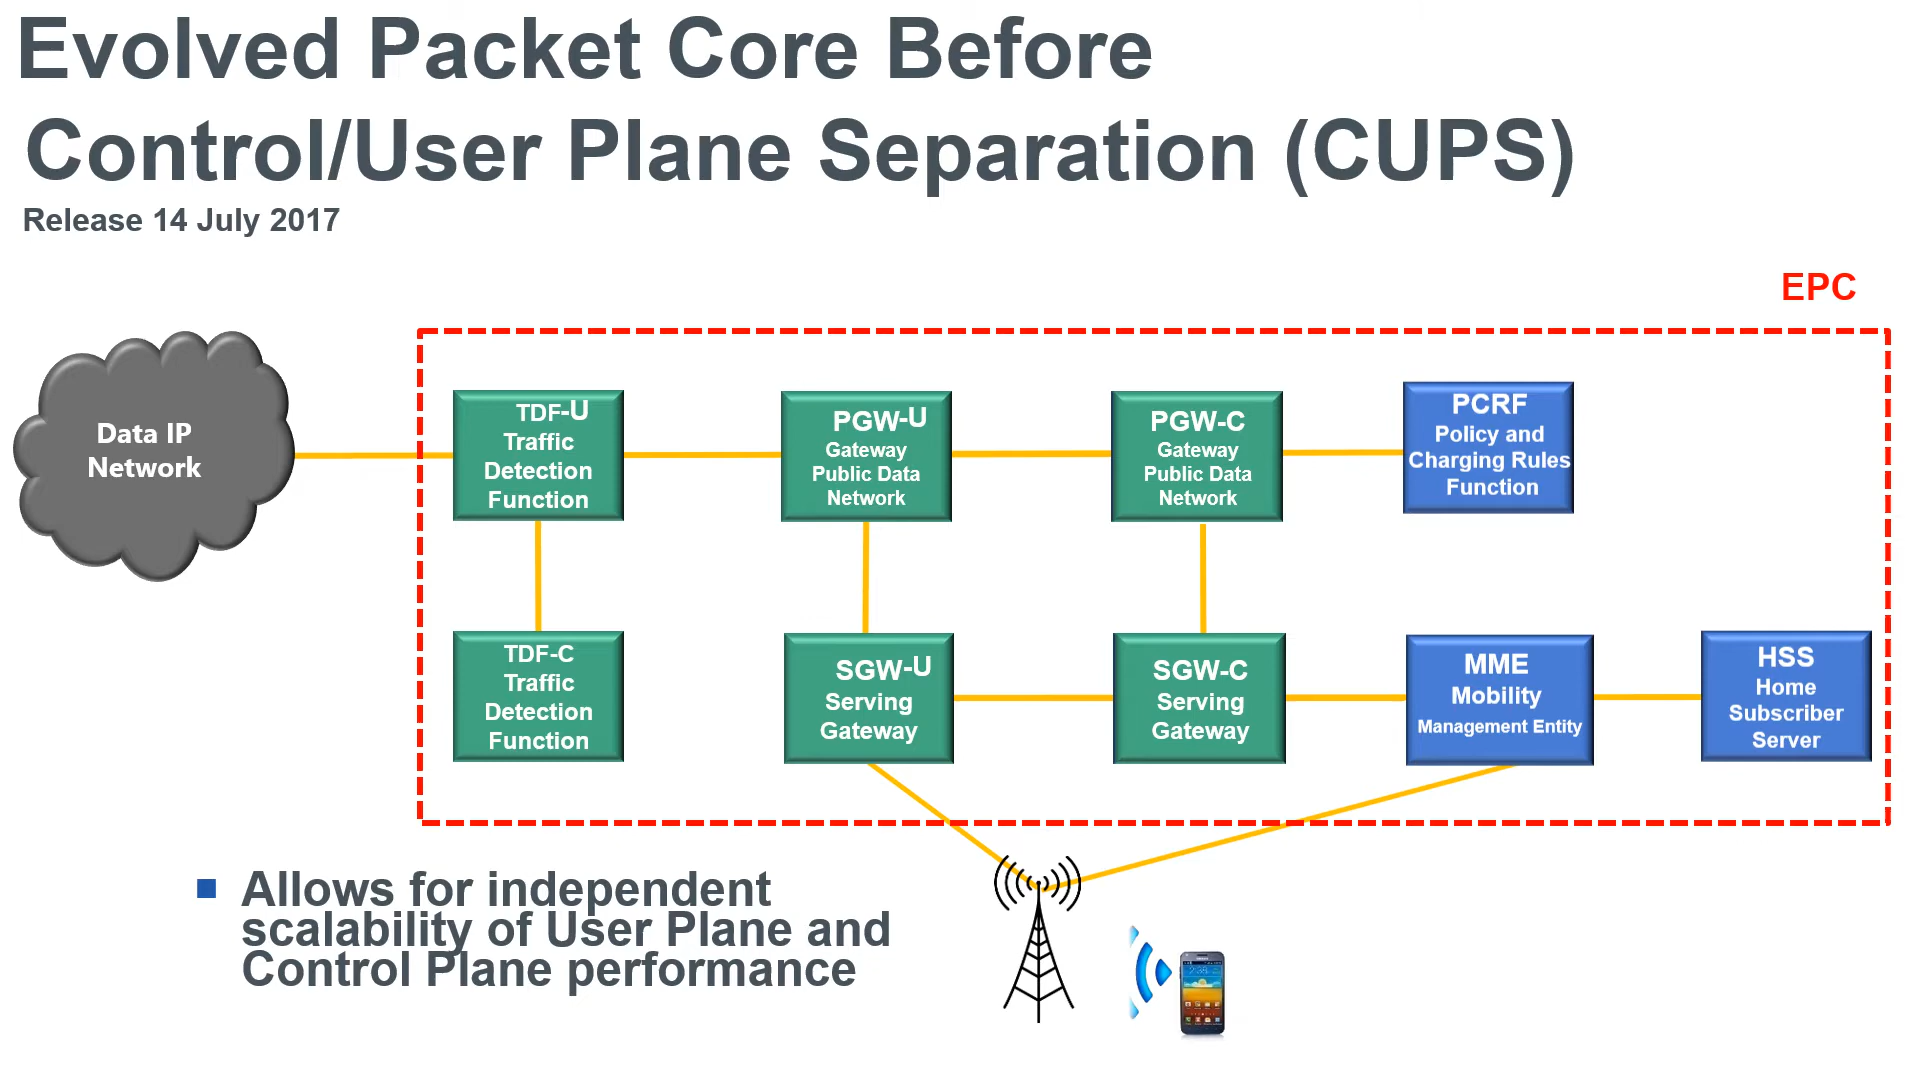 Evolved Packet Core Before
Control/User Plane Separation (CUPS)
Release 14 July 2017
EPC
Data IP
Network
TDF-U
Traffic
Detection
Function
PGW-U
Gateway
Public Data
Network
PGW-C
Gateway
Public Data
Network
PCRF
Policy and
Charging Rules
Function
TDF-C
Traffic
Detection
Function
SGW-U
Serving
Gateway
SGW-C
Serving
Gateway
MME
Mobility
Management Entity
HSS
Home
Subscriber
Server
Allows for independent
scalability of User Plane and
Control Plane performance